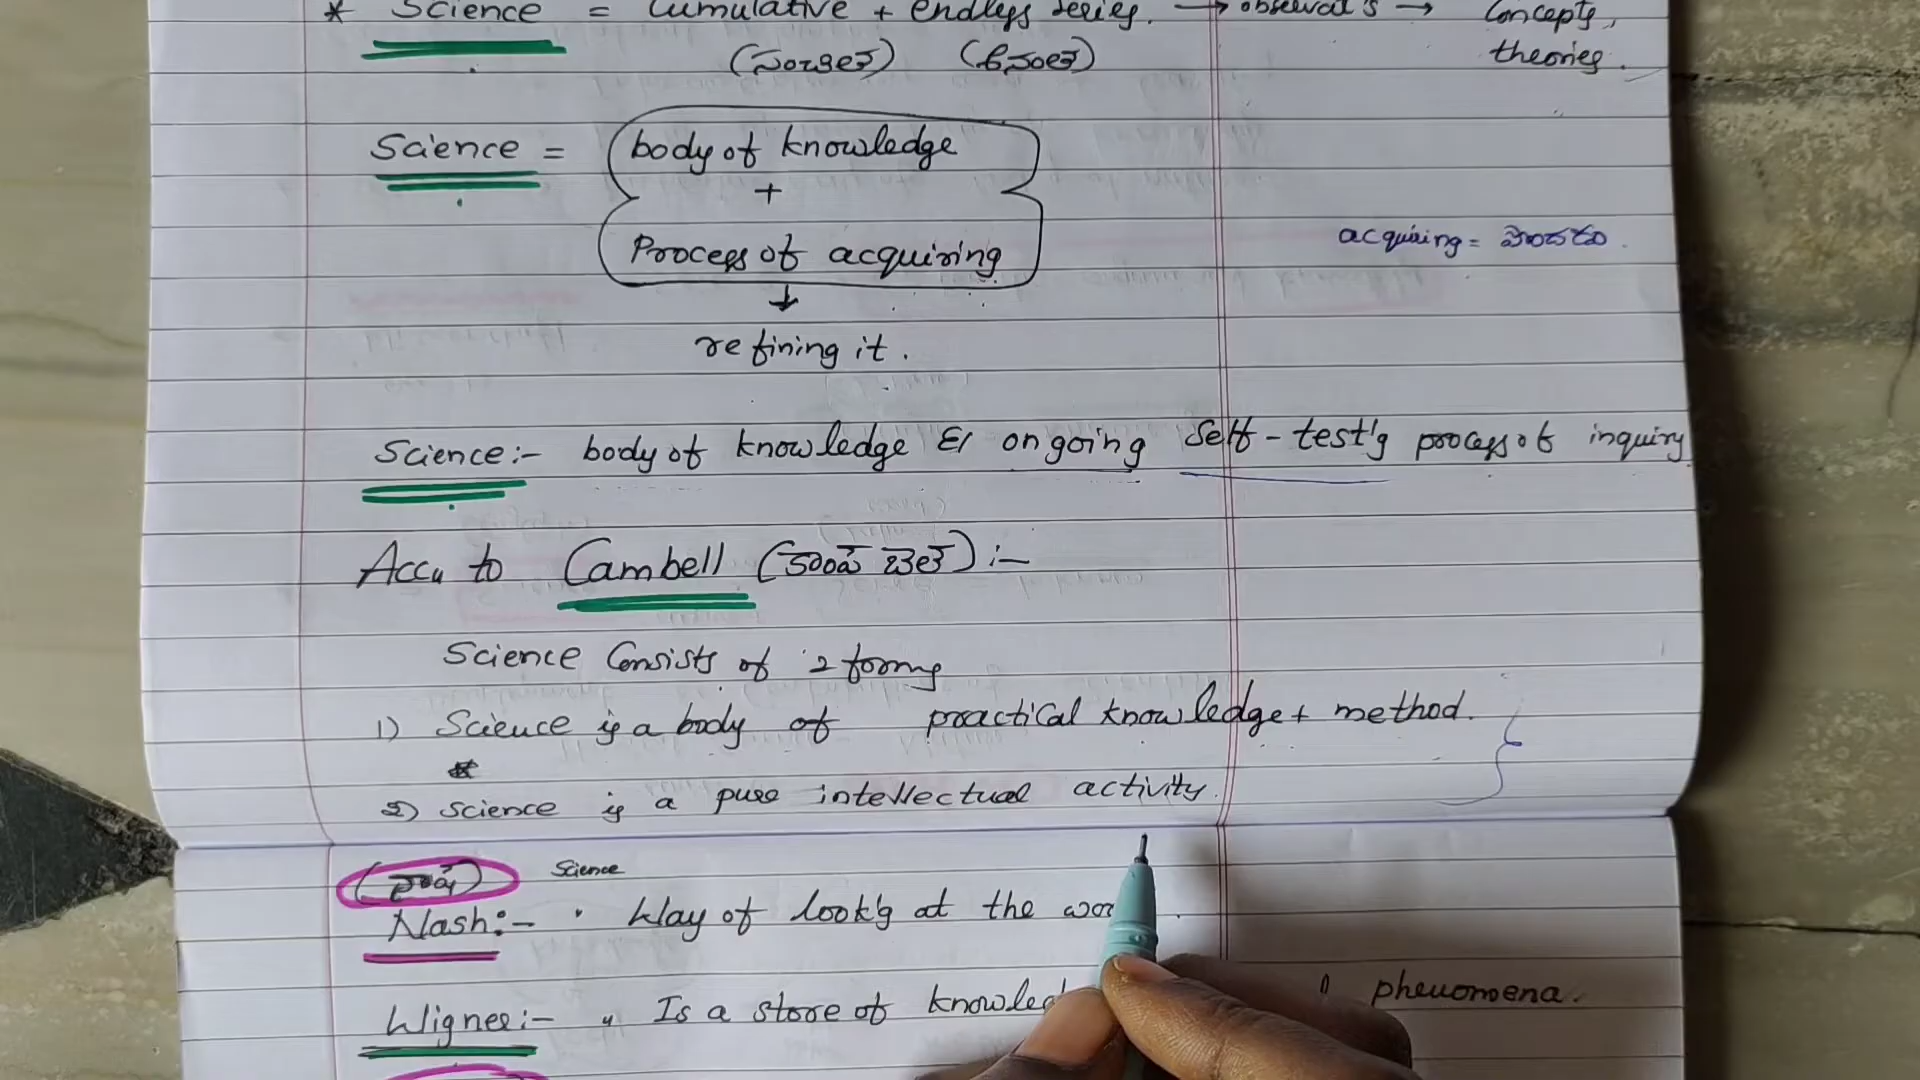 * Science = Cumulative + endless series. → observat's → Concepts,
(ಸಂಚಿತ) theories.
Science = body of knowledge
+
Process of acquiring
acquiring =
↓
refining it.
Science:- body of knowledge & ongoing Self-test'g process of inquiry
Accu to Cambell :-
Science Consists of 2 forms
1) Science is a body of practical knowledge + method.
*
2) Science is a pure intellectual activity.
Science
Nash:- Way of look'g at the
Wigner:- " Is a store of phenomena.